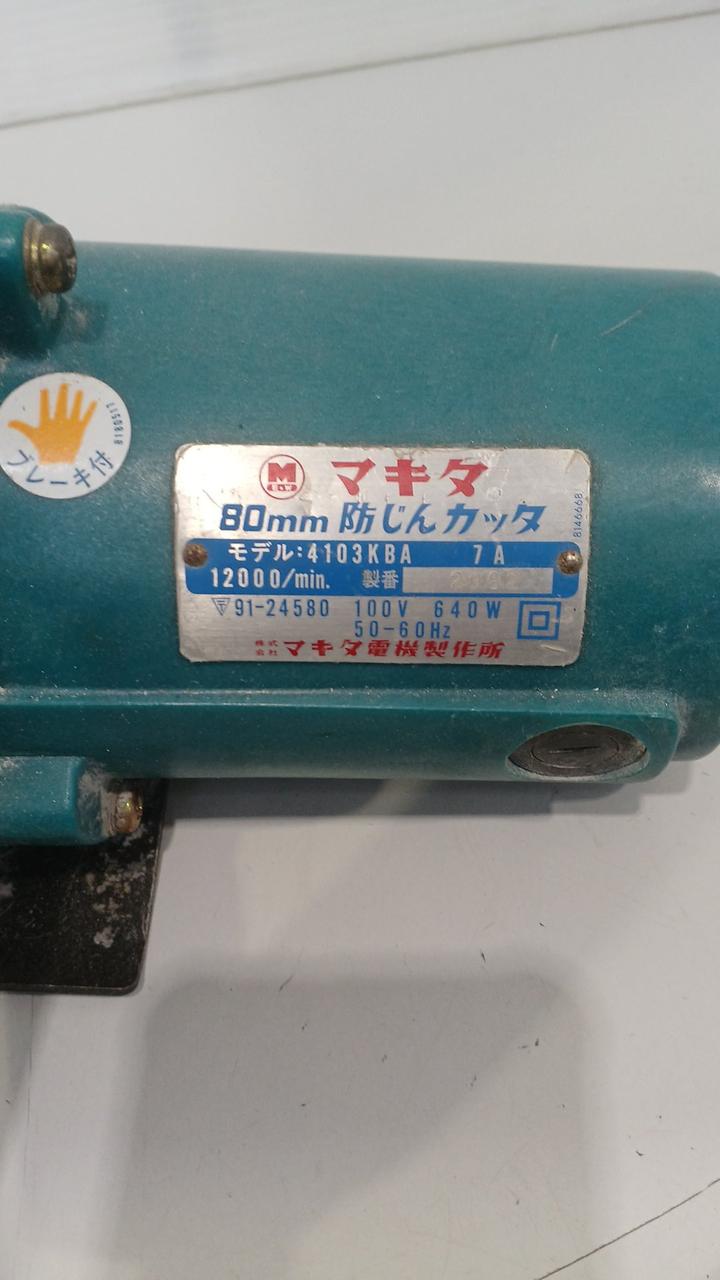 M
E・W
マキタ
80mm 防じんカッタ
モデル:4103KBA 7A
12000/min. 製番
〒91-24580 100V 640W
50-60Hz
株式会社 マキタ電機製作所
8146668
ブレーキ付
8180517